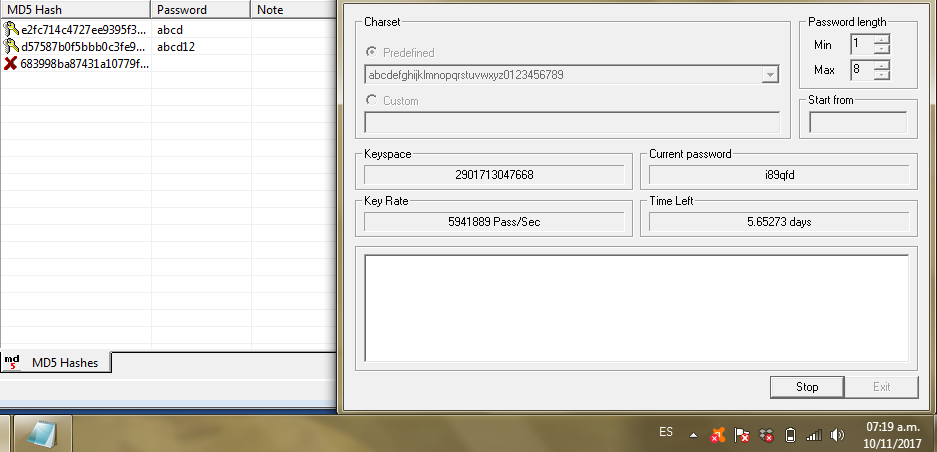 MD5 Hash Password Note
e2fc714c4727ee9395f3... abcd
d57587b0f5bbb0c3fe9... abcd12
683998ba87431a10779f...
md5 MD5 Hashes
Charset
Predefined
abcdefghijklmnopqrstuvwxyz0123456789
Custom
Password length
Min 1
Max 8
Start from
Keyspace
2901713047668
Current password
i89qfd
Key Rate
5941889 Pass/Sec
Time Left
5.65273 days
Stop Exit
ES
07:19 a.m.
10/11/2017